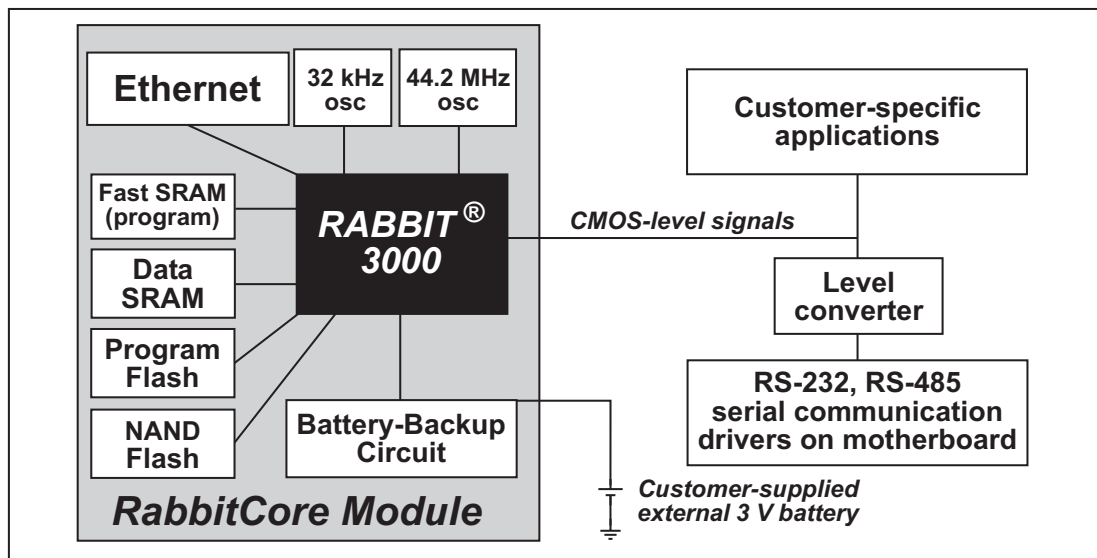 Ethernet
32 kHz
osc
44.2 MHz
osc
Customer-specific
applications
Fast SRAM
(program)
RABBIT ®
3000
CMOS-level signals
Data
SRAM
Level
converter
Program
Flash
RS-232, RS-485
serial communication
drivers on motherboard
NAND
Flash
Battery-Backup
Circuit
Customer-supplied
external 3 V battery
RabbitCore Module